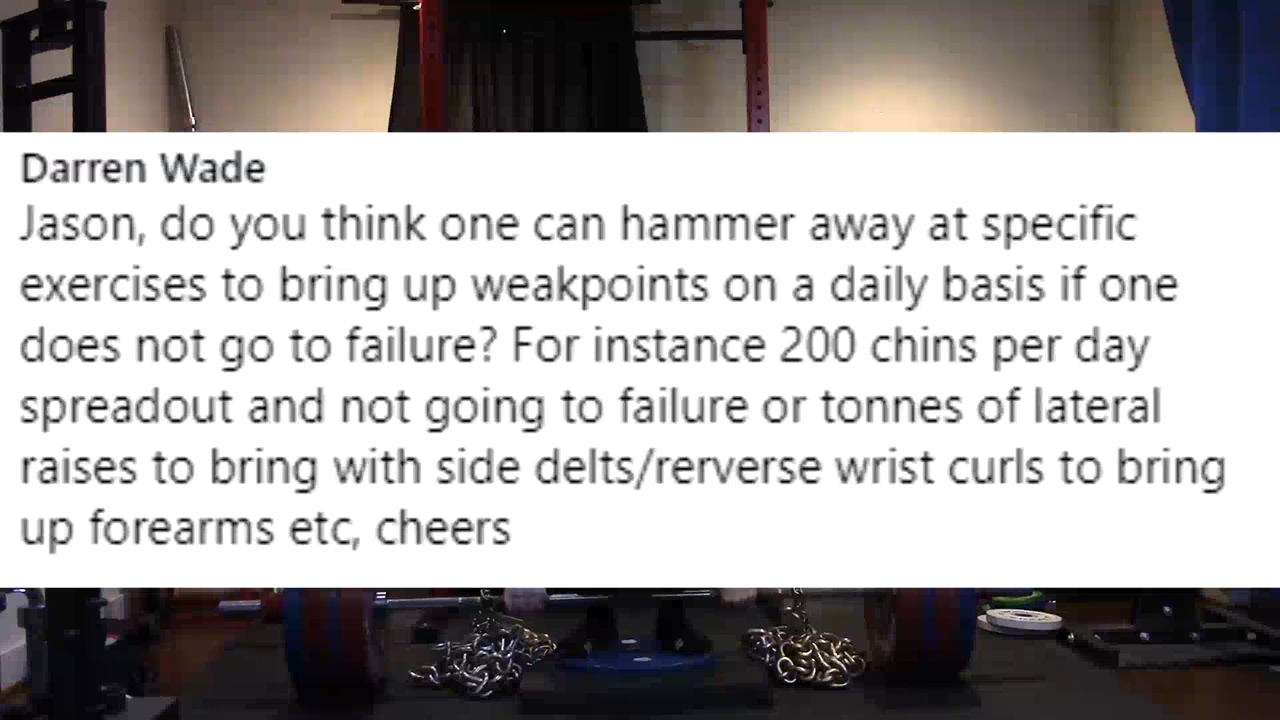 Darren Wade
Jason, do you think one can hammer away at specific
exercises to bring up weakpoints on a daily basis if one
does not go to failure? For instance 200 chins per day
spreadout and not going to failure or tonnes of lateral
raises to bring with side delts/rerverse wrist curls to bring
up forearms etc, cheers